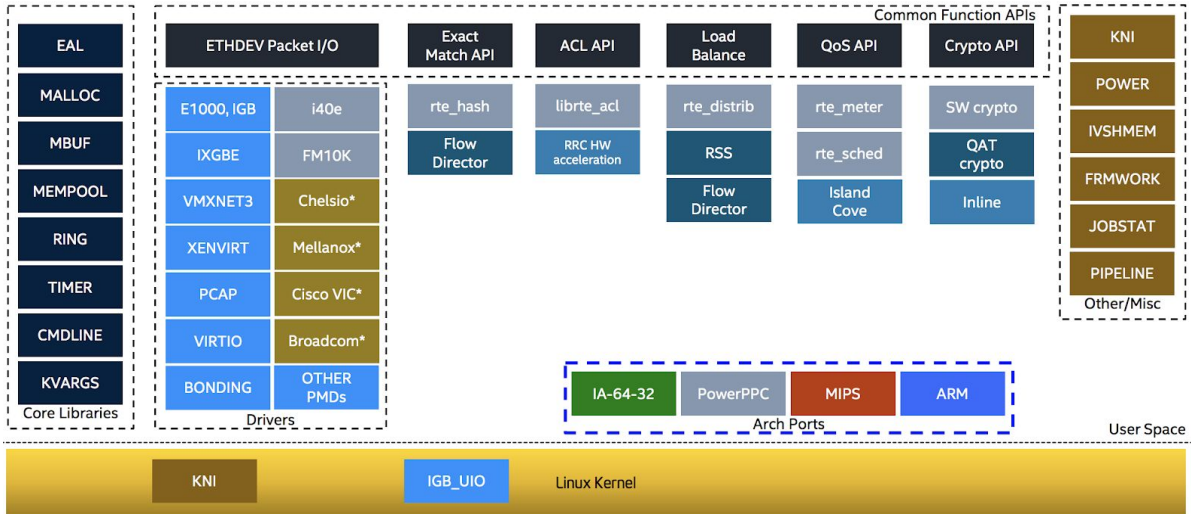 Common Function APIs
EAL
MALLOC
MBUF
MEMPOOL
RING
TIMER
CMDLINE
KVARGS
Core Libraries
ETHDEV Packet I/O
Exact
Match API
ACL API
Load
Balance
QoS API
Crypto API
E1000, IGB
i40e
IXGBE
FM10K
VMXNET3
Chelsio*
XENVIRT
Mellanox*
PCAP
Cisco VIC*
VIRTIO
Broadcom*
BONDING
OTHER
PMDs
Drivers
rte_hash
Flow
Director
librte_acl
RRC HW
acceleration
rte_distrib
RSS
Flow
Director
rte_meter
rte_sched
Island
Cove
SW crypto
QAT
crypto
Inline
KNI
POWER
IVSHMEM
FRMWORK
JOBSTAT
PIPELINE
Other/Misc
IA-64-32
PowerPPC
MIPS
ARM
Arch Ports
User Space
KNI
IGB_UIO
Linux Kernel